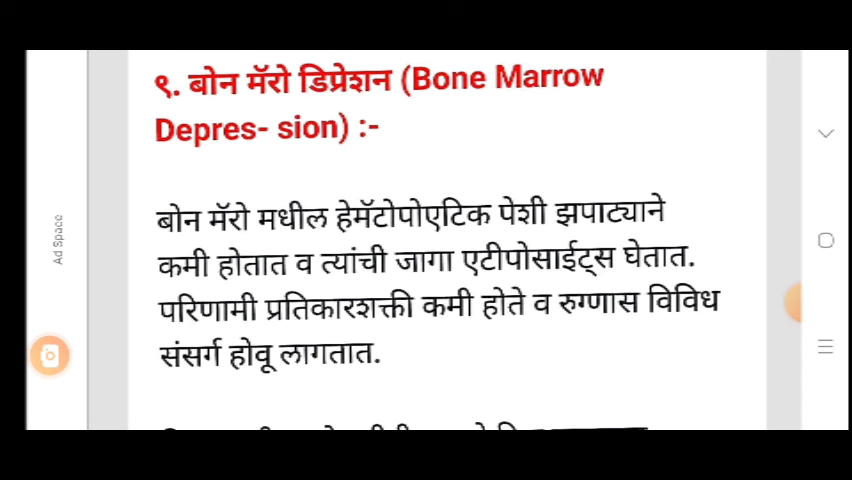 ९. बोन मॅरो डिप्रेशन (Bone Marrow
Depres- sion) :-
बोन मॅरो मधील हेमॅटोपोएटिक पेशी झपाट्याने
कमी होतात व त्यांची जागा एटीपोसाईट्स घेतात.
परिणामी प्रतिकारशक्ती कमी होते व रुग्णास विविध
संसर्ग होवू लागतात.
Ad Space